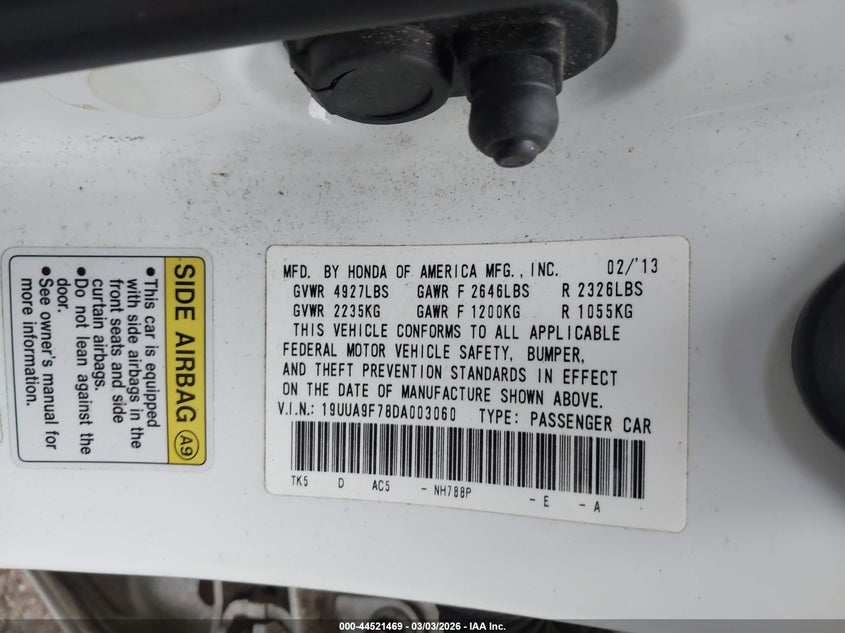 SIDE AIRBAG A9
•This car is equipped
with side airbags in the
front seats and side
curtain airbags.
•Do not lean against the
door.
•See owner's manual for
more information.
MFD. BY HONDA OF AMERICA MFG., INC. 02/'13
GVWR 4927LBS GAWR F 2646LBS R 2326LBS
GVWR 2235KG GAWR F 1200KG R 1055KG
THIS VEHICLE CONFORMS TO ALL APPLICABLE
FEDERAL MOTOR VEHICLE SAFETY, BUMPER,
AND THEFT PREVENTION STANDARDS IN EFFECT
ON THE DATE OF MANUFACTURE SHOWN ABOVE.
V.I.N.: 19UUA9F78DA003060 TYPE: PASSENGER CAR
TK5 D AC5 - NH788P - E - A
000-44521469 - 03/03/2026 - IAA Inc.